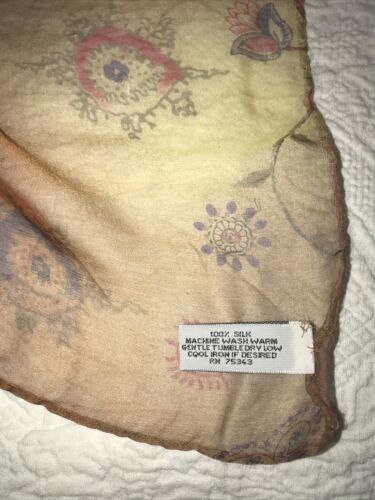 100% SILK
MACHINE WASH WARM
GENTLE TUMBLE DRY LOW
COOL IRON IF DESIRED
RN 75343